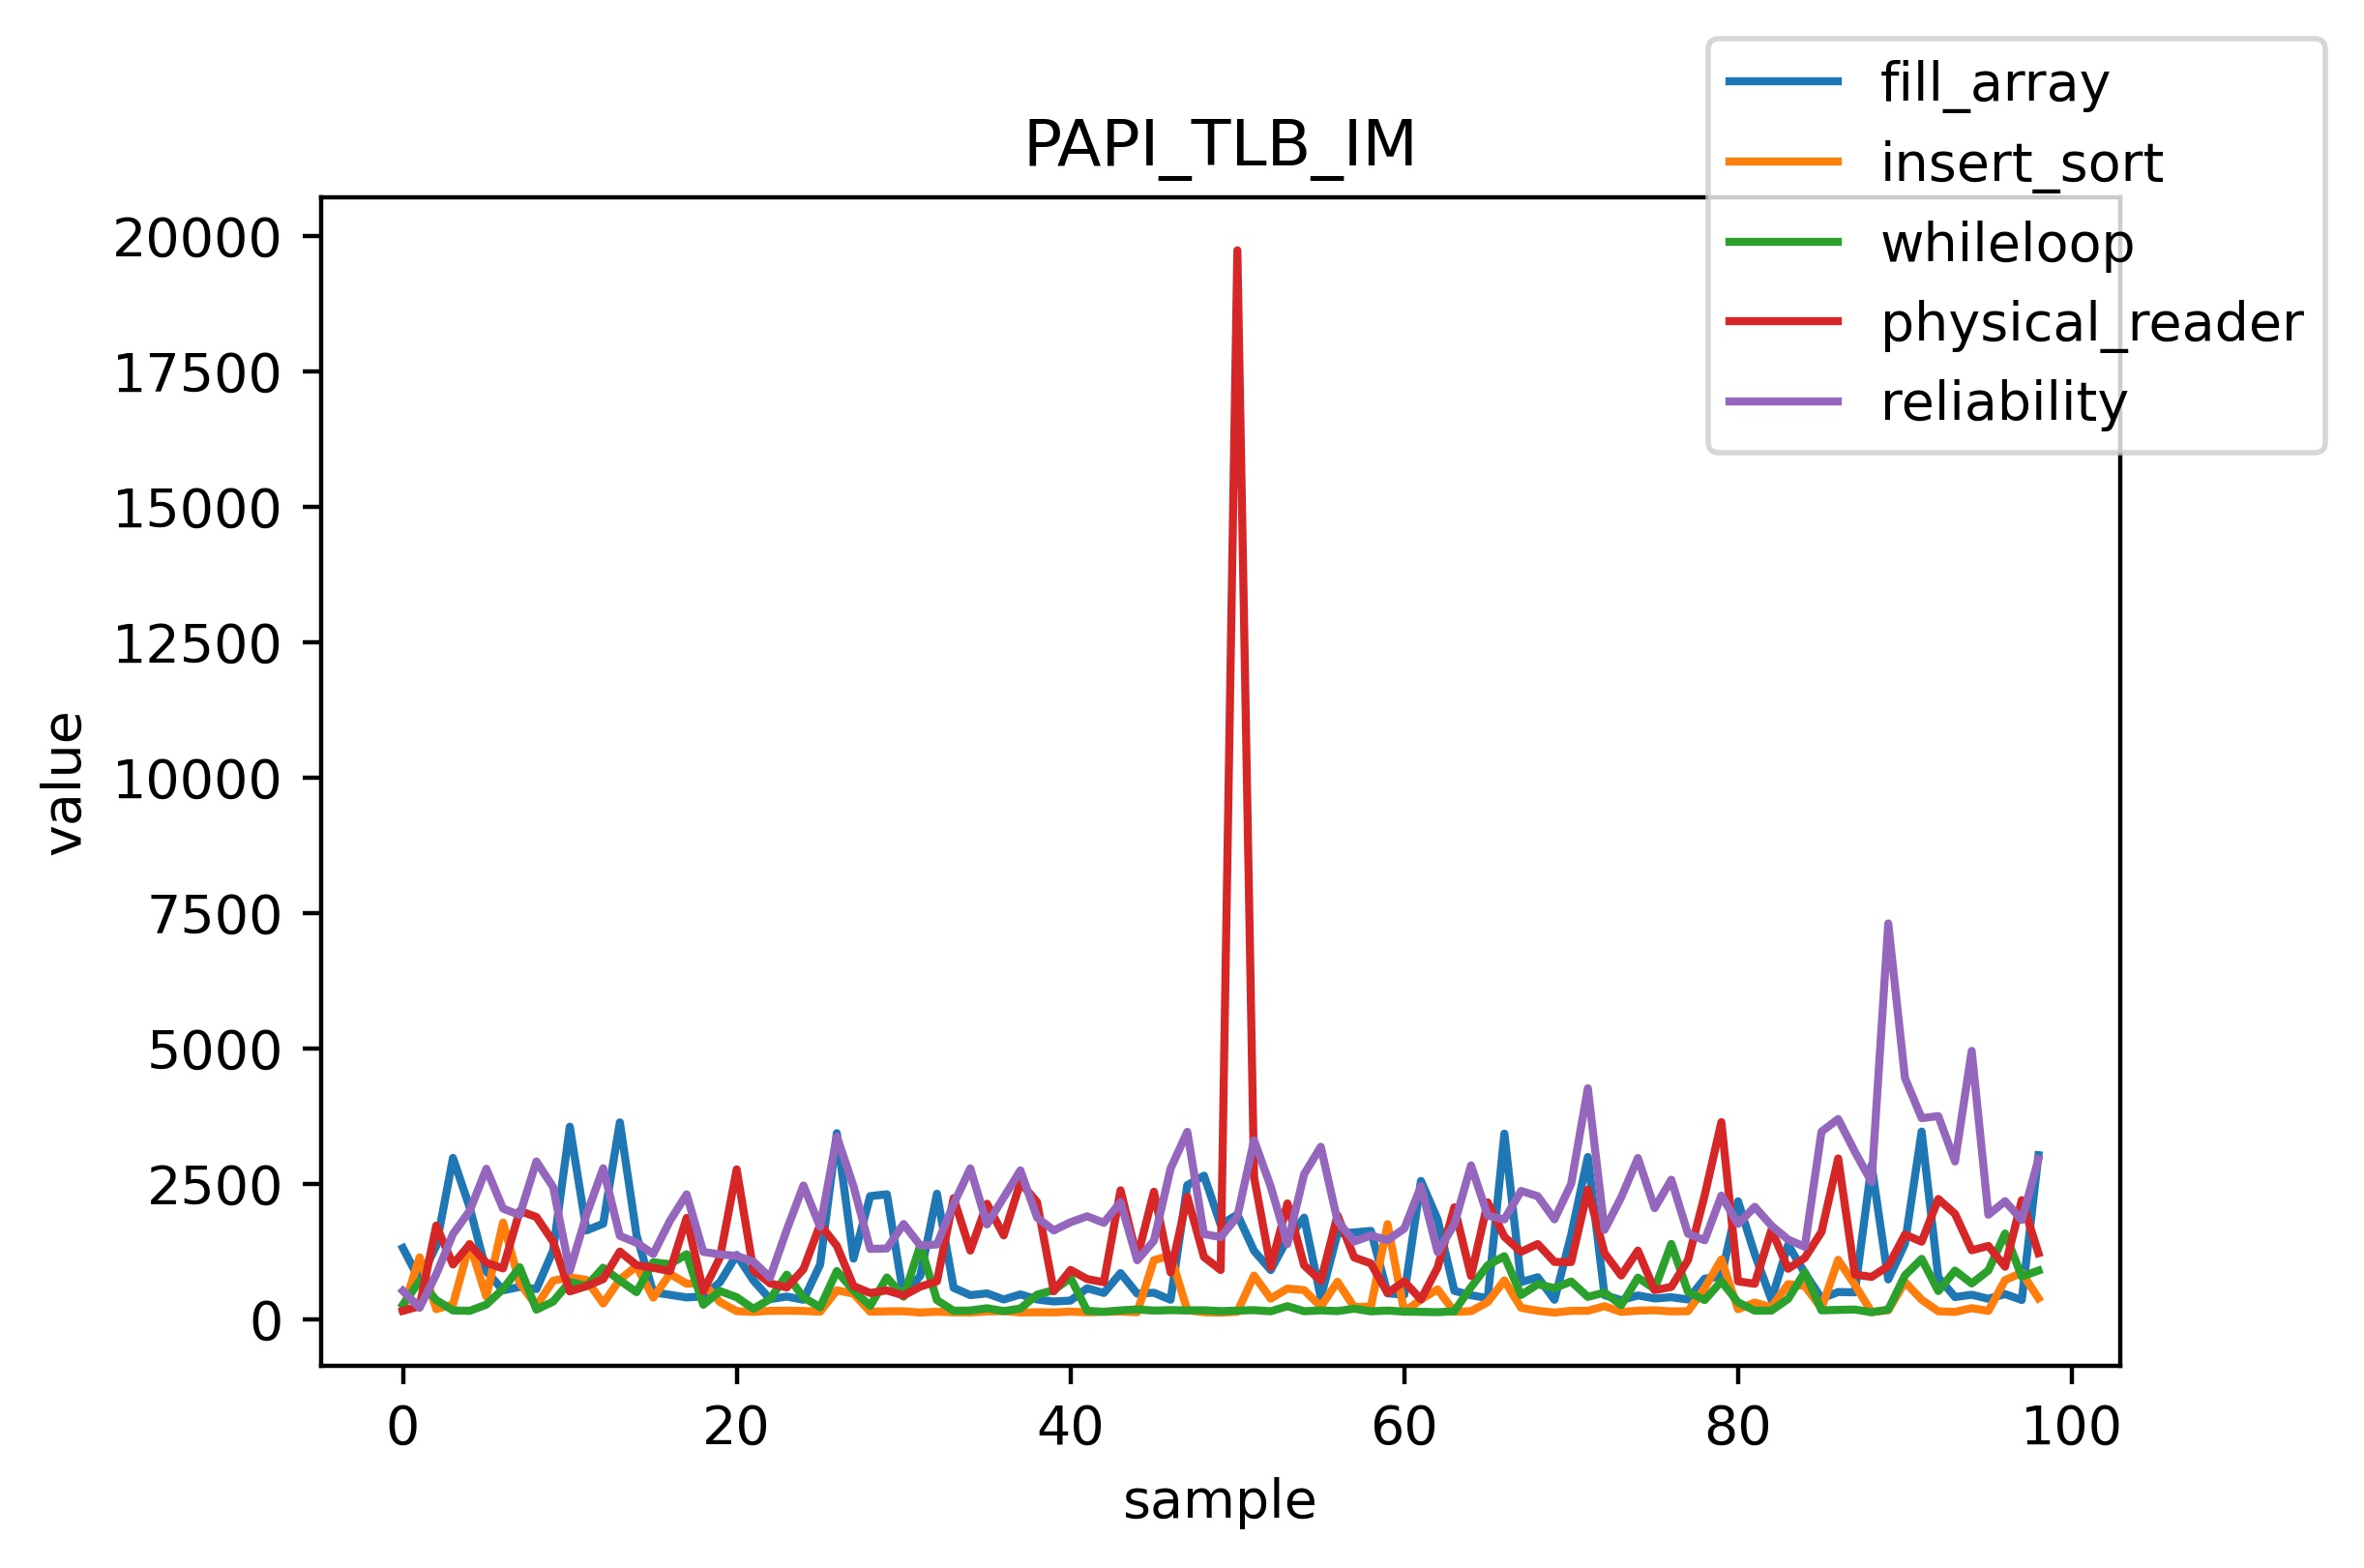 PAPI_TLB_IM
fill_array
insert_sort
whileloop
physical_reader
reliability
value
20000
17500
15000
12500
10000
7500
5000
2500
0
0 20 40 60 80 100
sample